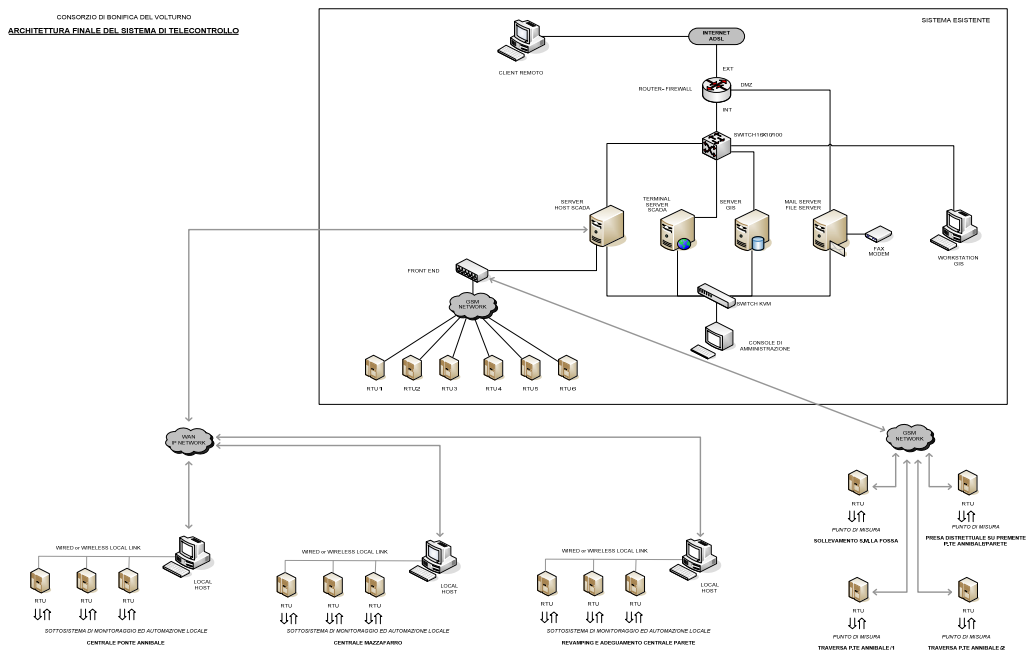 CONSORZIO DI BONIFICA DEL VOLTURNO
ARCHITETTURA FINALE DEL SISTEMA DI TELECONTROLLO
SISTEMA ESISTENTE
INTERNET
ADSL
CLIENT REMOTO
EXT
ROUTER-FIREWALL
DMZ
INT
SWITCH 16X10/100
SERVER
HOST SCADA
TERMINAL
SERVER
SCADA
SERVER
GIS
MAIL SERVER
FILE SERVER
FAX
MODEM
WORKSTATION
GIS
FRONT END
GSM
NETWORK
SWITCH KVM
CONSOLE DI
AMMINISTRAZIONE
RTU 1
RTU 2
RTU 3
RTU 4
RTU 5
RTU 6
WAN
IP NETWORK
GSM
NETWORK
RTU
PUNTO DI MISURA
SOLLEVAMENTO S.M.LA FOSSA
RTU
PUNTO DI MISURA
PRESA DISTRETTUALE SU PREMENTE
P.TE ANNIBALE/PARETE
WIRED or WIRELESS LOCAL LINK
LOCAL
HOST
RTU
RTU
RTU
SOTTOSISTEMA DI MONITORAGGIO ED AUTOMAZIONE LOCALE
CENTRALE PONTE ANNIBALE
WIRED or WIRELESS LOCAL LINK
LOCAL
HOST
RTU
RTU
RTU
SOTTOSISTEMA DI MONITORAGGIO ED AUTOMAZIONE LOCALE
CENTRALE MAZZAFARRO
WIRED or WIRELESS LOCAL LINK
LOCAL
HOST
RTU
RTU
RTU
SOTTOSISTEMA DI MONITORAGGIO ED AUTOMAZIONE LOCALE
REVAMPING E ADEGUAMENTO CENTRALE PARETE
RTU
PUNTO DI MISURA
TRAVERSA P.TE ANNIBALE /1
RTU
PUNTO DI MISURA
TRAVERSA P.TE ANNIBALE /2